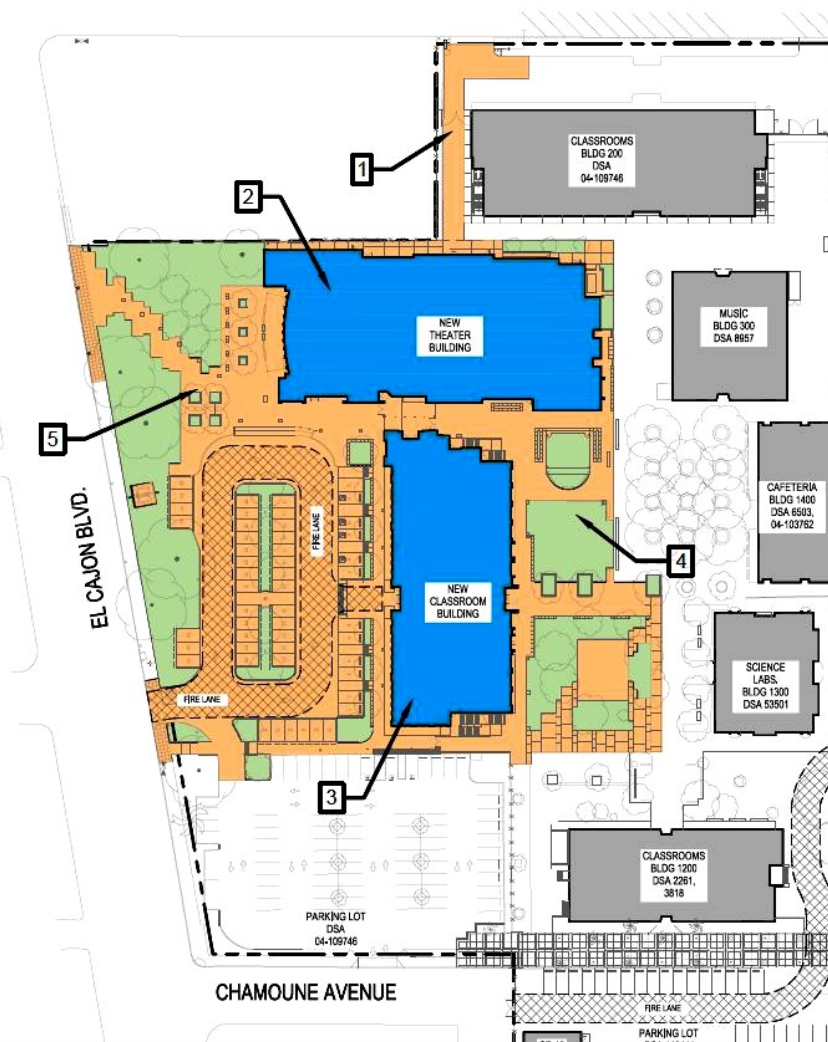 CLASSROOMS
BLDG 200
DSA
04-109746
1
2
NEW
THEATER
BUILDING
MUSIC
BLDG 300
DSA 8957
5
CAFETERIA
BLDG 1400
DSA 6503,
04-103762
FIRE LANE
EL CAJON BLVD.
4
NEW
CLASSROOM
BUILDING
SCIENCE
LABS.
BLDG 1300
DSA 53501
FIRE LANE
3
CLASSROOMS
BLDG 1200
DSA 2261,
3818
PARKING LOT
DSA
04-109746
CHAMOUNE AVENUE
FIRE LANE
PARKING LOT